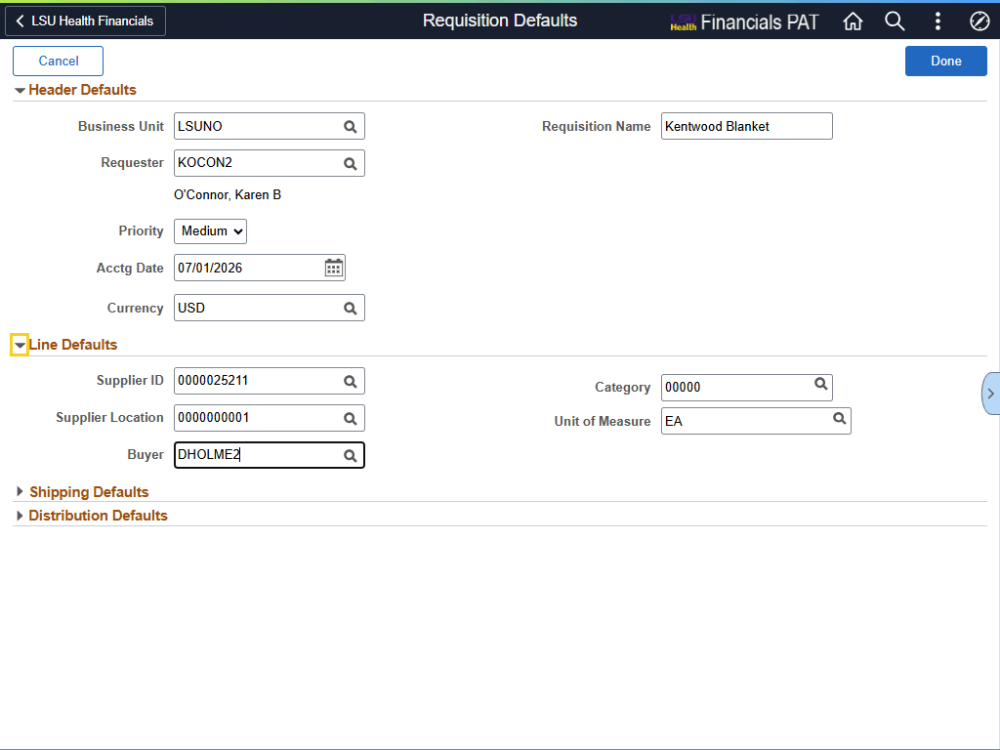 LSU Health Financials
Requisition Defaults
LSU Health Financials PAT
Cancel
Done
Header Defaults
Business Unit LSUNO
Requisition Name Kentwood Blanket
Requester KOCON2
O'Connor, Karen B
Priority Medium
Acctg Date 07/01/2026
Currency USD
Line Defaults
Supplier ID 0000025211
Category 00000
Supplier Location 0000000001
Unit of Measure EA
Buyer DHOLME2
Shipping Defaults
Distribution Defaults